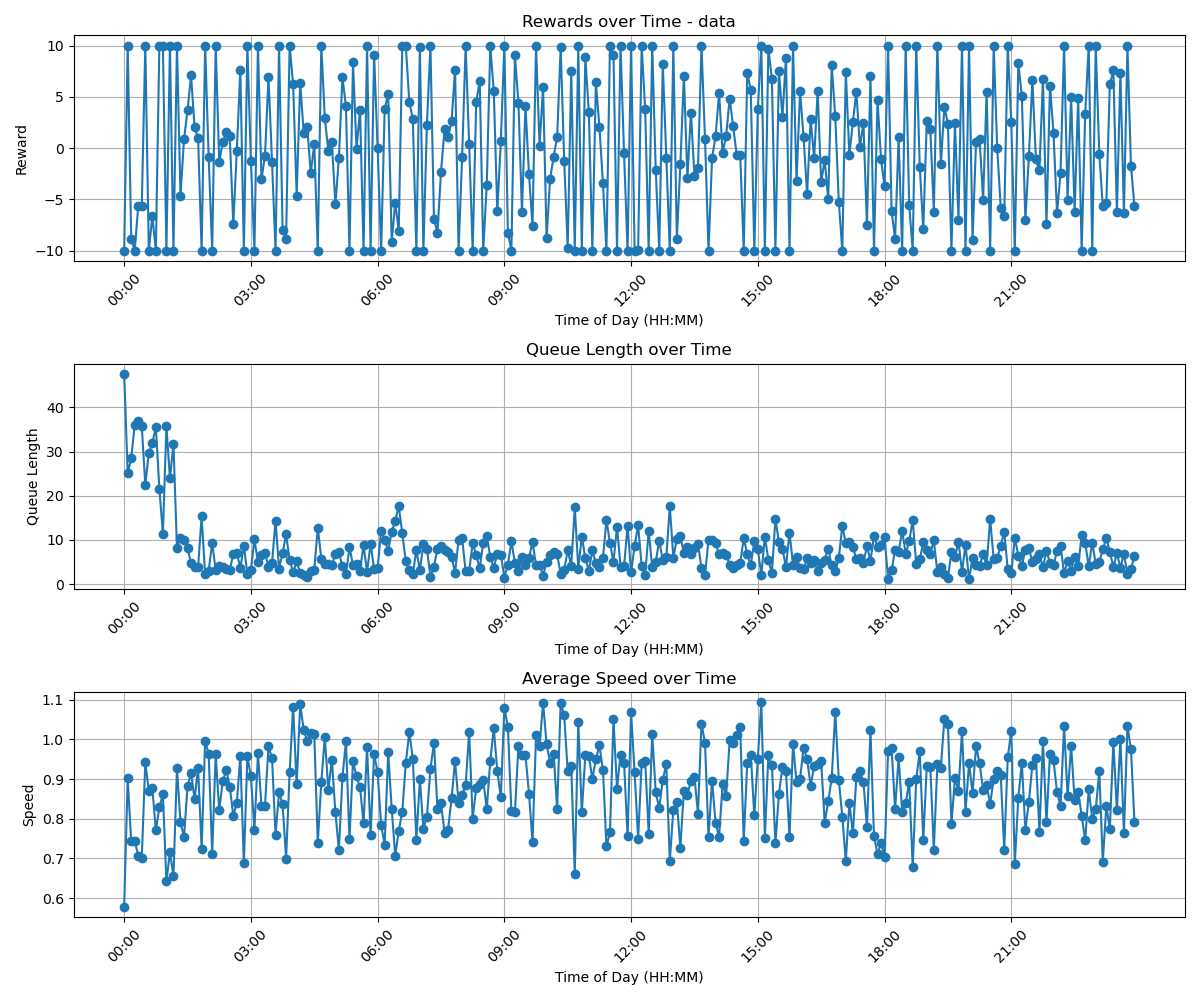 Rewards over Time - data
Reward
10
5
0
−5
−10
00:00 03:00 06:00 09:00 12:00 15:00 18:00 21:00
Time of Day (HH:MM)
Queue Length over Time
Queue Length
40
30
20
10
0
00:00 03:00 06:00 09:00 12:00 15:00 18:00 21:00
Time of Day (HH:MM)
Average Speed over Time
Speed
1.1
1.0
0.9
0.8
0.7
0.6
00:00 03:00 06:00 09:00 12:00 15:00 18:00 21:00
Time of Day (HH:MM)